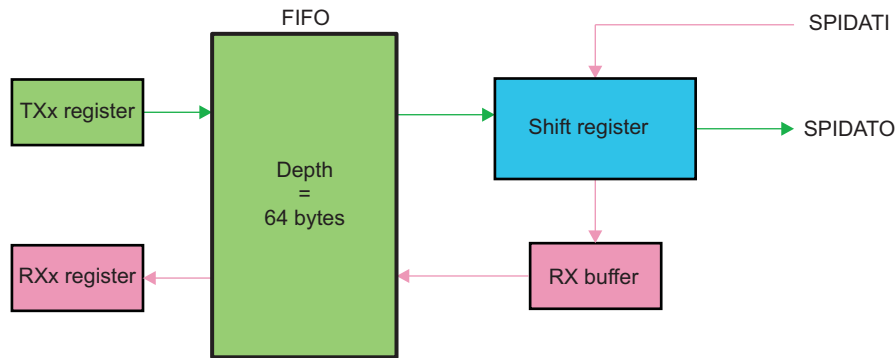 FIFO
SPIDATI
TXx register
Shift register
SPIDATO
Depth
=
64 bytes
RXx register
RX buffer